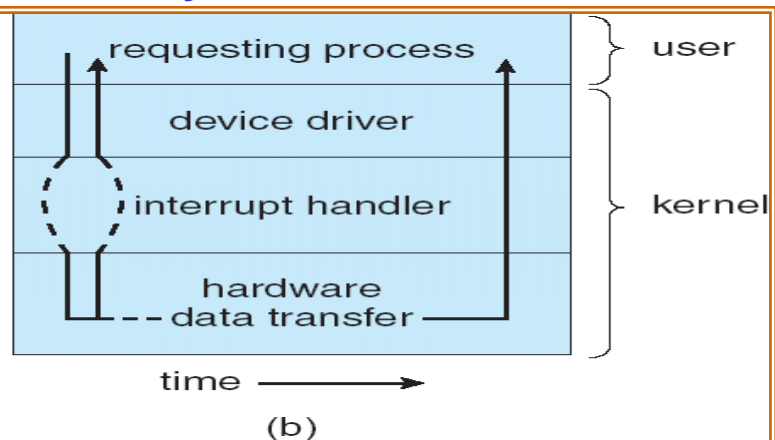 requesting process
user
device driver
interrupt handler
kernel
hardware
data transfer
time
(b)